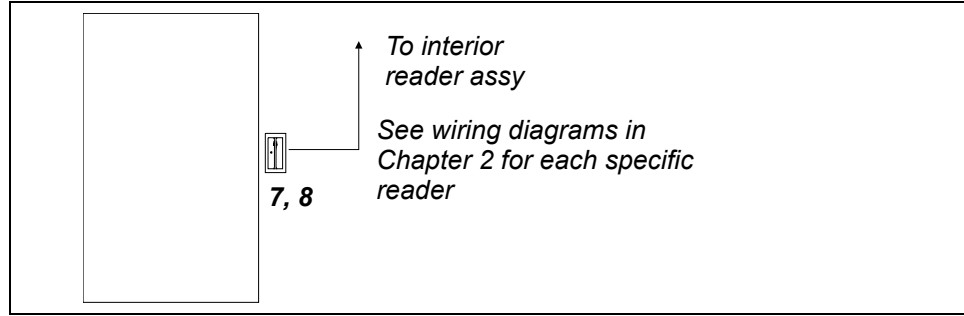 To interior
reader assy
See wiring diagrams in
Chapter 2 for each specific
reader
7, 8